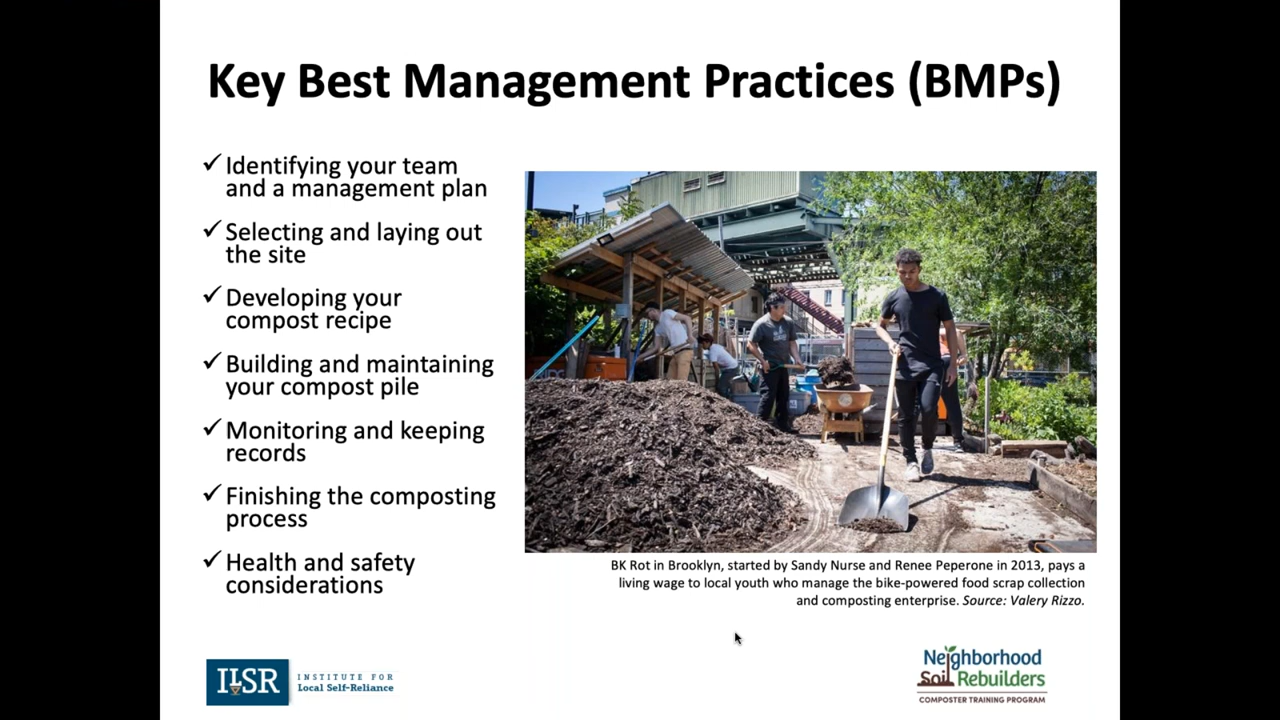 Key Best Management Practices (BMPs)
✓ Identifying your team
and a management plan
✓ Selecting and laying out
the site
✓ Developing your
compost recipe
✓ Building and maintaining
your compost pile
✓ Monitoring and keeping
records
✓ Finishing the composting
process
✓ Health and safety
considerations
BK Rot in Brooklyn, started by Sandy Nurse and Renee Peperone in 2013, pays a
living wage to local youth who manage the bike-powered food scrap collection
and composting enterprise. Source: Valery Rizzo.
ILSR
INSTITUTE FOR
Local Self-Reliance
Neighborhood
Soil Rebuilders
COMPOSTER TRAINING PROGRAM